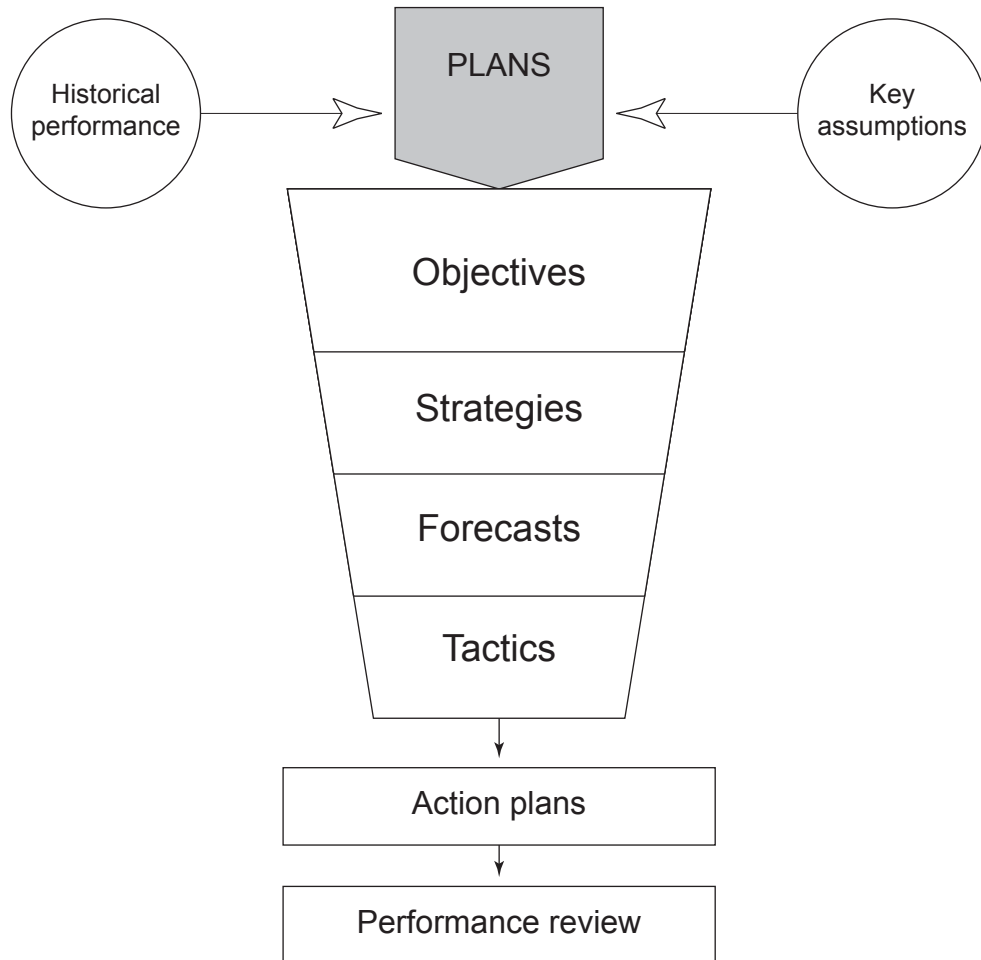 PLANS
Historical
performance
Key
assumptions
Objectives
Strategies
Forecasts
Tactics
Action plans
Performance review